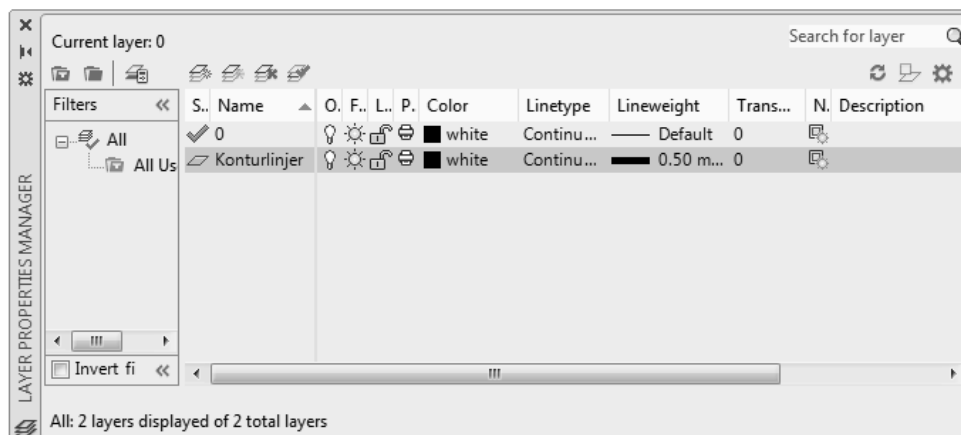 Current layer: 0
Search for layer
Filters
S.. Name O. F.. L.. P. Color Linetype Lineweight Trans... N. Description
All
0 white Continu... Default 0
All Us
Konturlinjer white Continu... 0.50 m... 0
LAYER PROPERTIES MANAGER
Invert fi
All: 2 layers displayed of 2 total layers